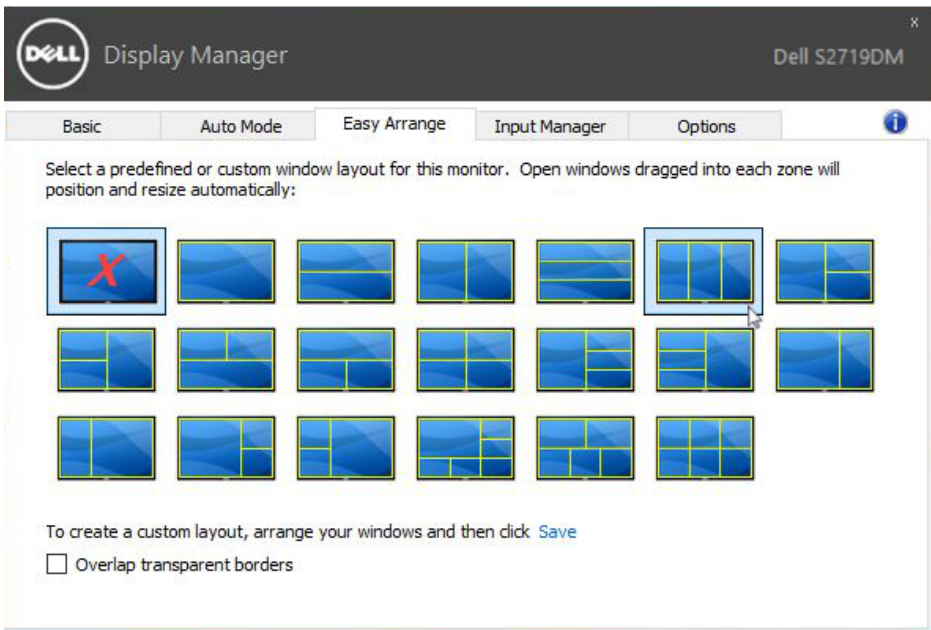 x
DELL Display Manager
Dell S2719DM
Basic Auto Mode Easy Arrange Input Manager Options i
Select a predefined or custom window layout for this monitor. Open windows dragged into each zone will
position and resize automatically:
X
To create a custom layout, arrange your windows and then click Save
Overlap transparent borders